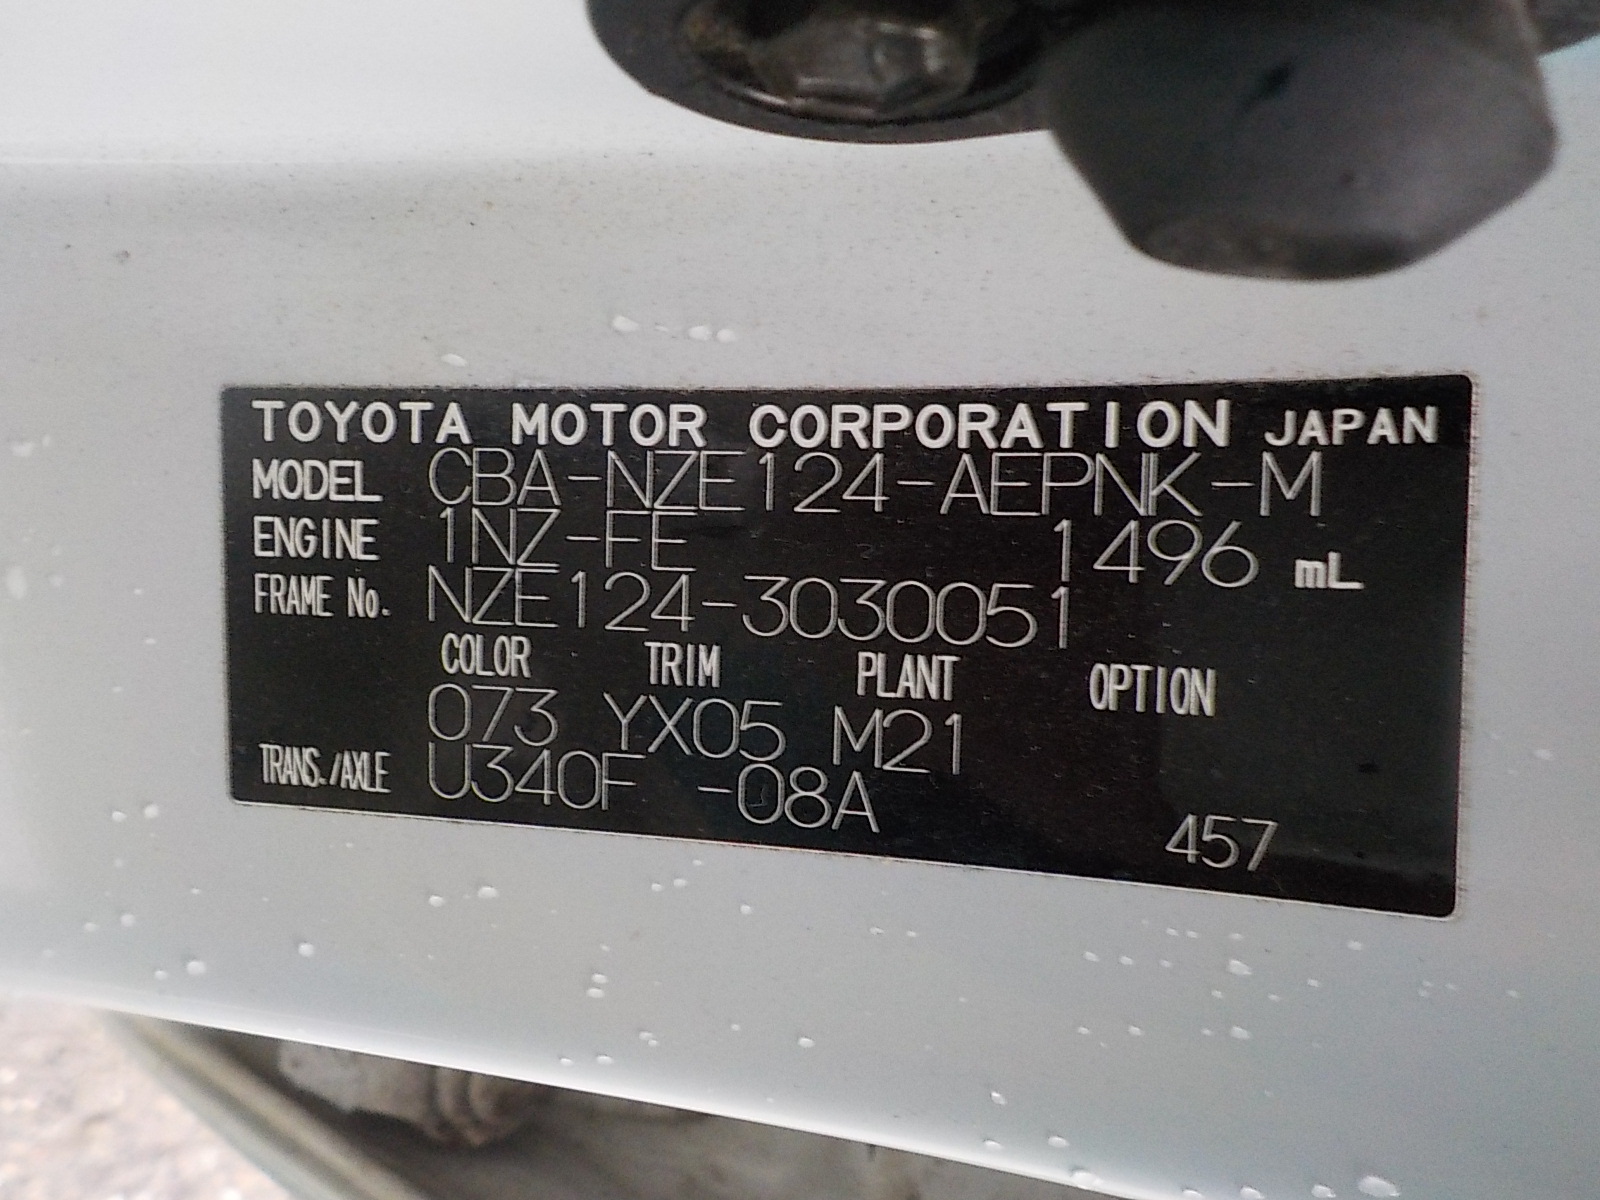 TOYOTA MOTOR CORPORATION JAPAN
MODEL CBA-NZE124-AEPNK-M
ENGINE 1NZ-FE 1496 mL
FRAME No. NZE124-3030051
COLOR TRIM PLANT OPTION
073 YX05 M21
TRANS./AXLE U340F -08A
457